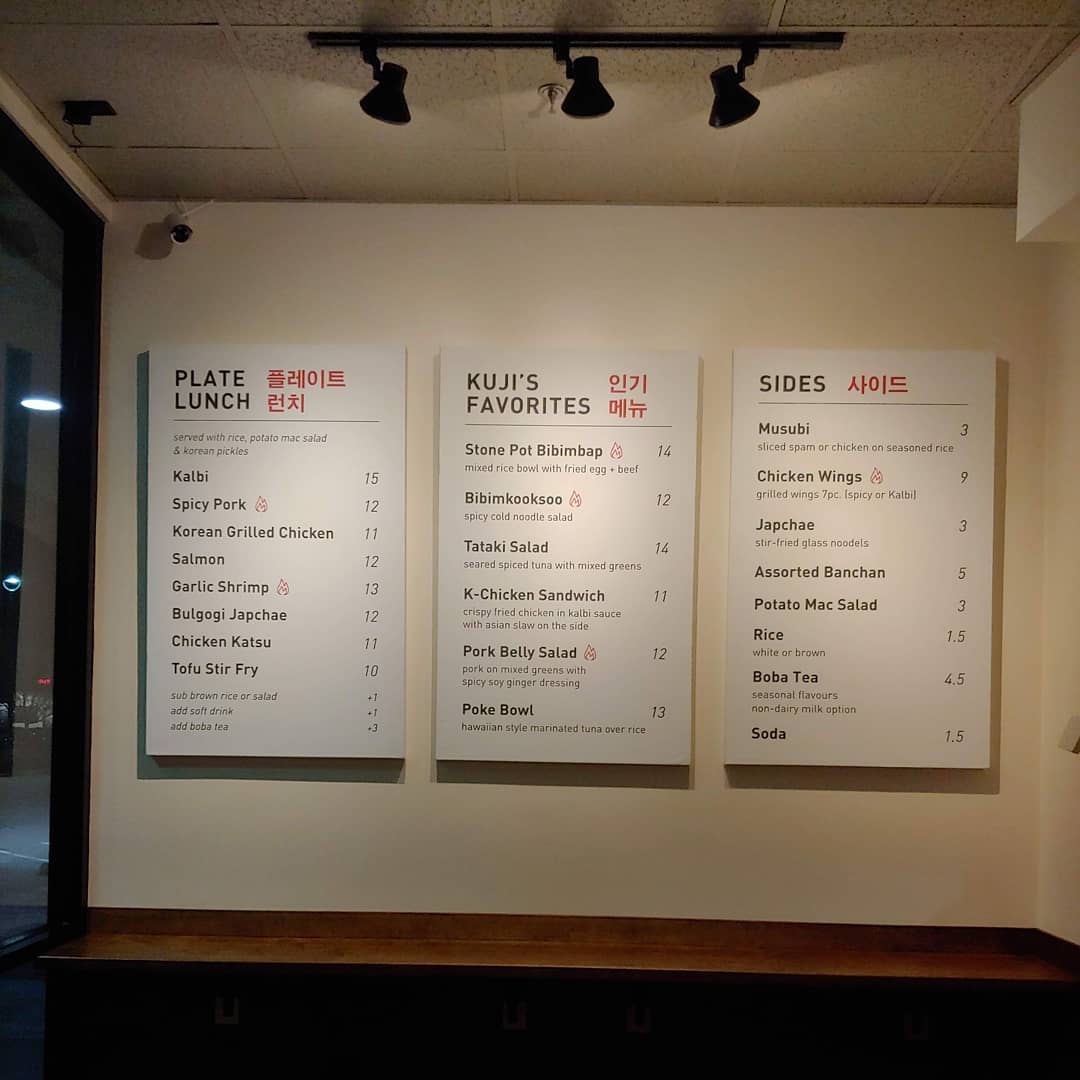 PLATE 플레이트
LUNCH 런치
served with rice, potato mac salad
& korean pickles
Kalbi 15
Spicy Pork 12
Korean Grilled Chicken 11
Salmon 12
Garlic Shrimp 13
Bulgogi Japchae 12
Chicken Katsu 11
Tofu Stir Fry 10
sub brown rice or salad +1
add soft drink +1
add boba tea +3
KUJI'S 인기
FAVORITES 메뉴
Stone Pot Bibimbap 14
mixed rice bowl with fried egg + beef
Bibimkooksoo 12
spicy cold noodle salad
Tataki Salad 14
seared spiced tuna with mixed greens
K-Chicken Sandwich 11
crispy fried chicken in kalbi sauce
with asian slaw on the side
Pork Belly Salad 12
pork on mixed greens with
spicy soy ginger dressing
Poke Bowl 13
hawaiian style marinated tuna over rice
SIDES 사이드
Musubi 3
sliced spam or chicken on seasoned rice
Chicken Wings 9
grilled wings 7pc. [spicy or Kalbi]
Japchae 3
stir-fried glass noodels
Assorted Banchan 5
Potato Mac Salad 3
Rice 1.5
white or brown
Boba Tea 4.5
seasonal flavours
non-dairy milk option
Soda 1.5